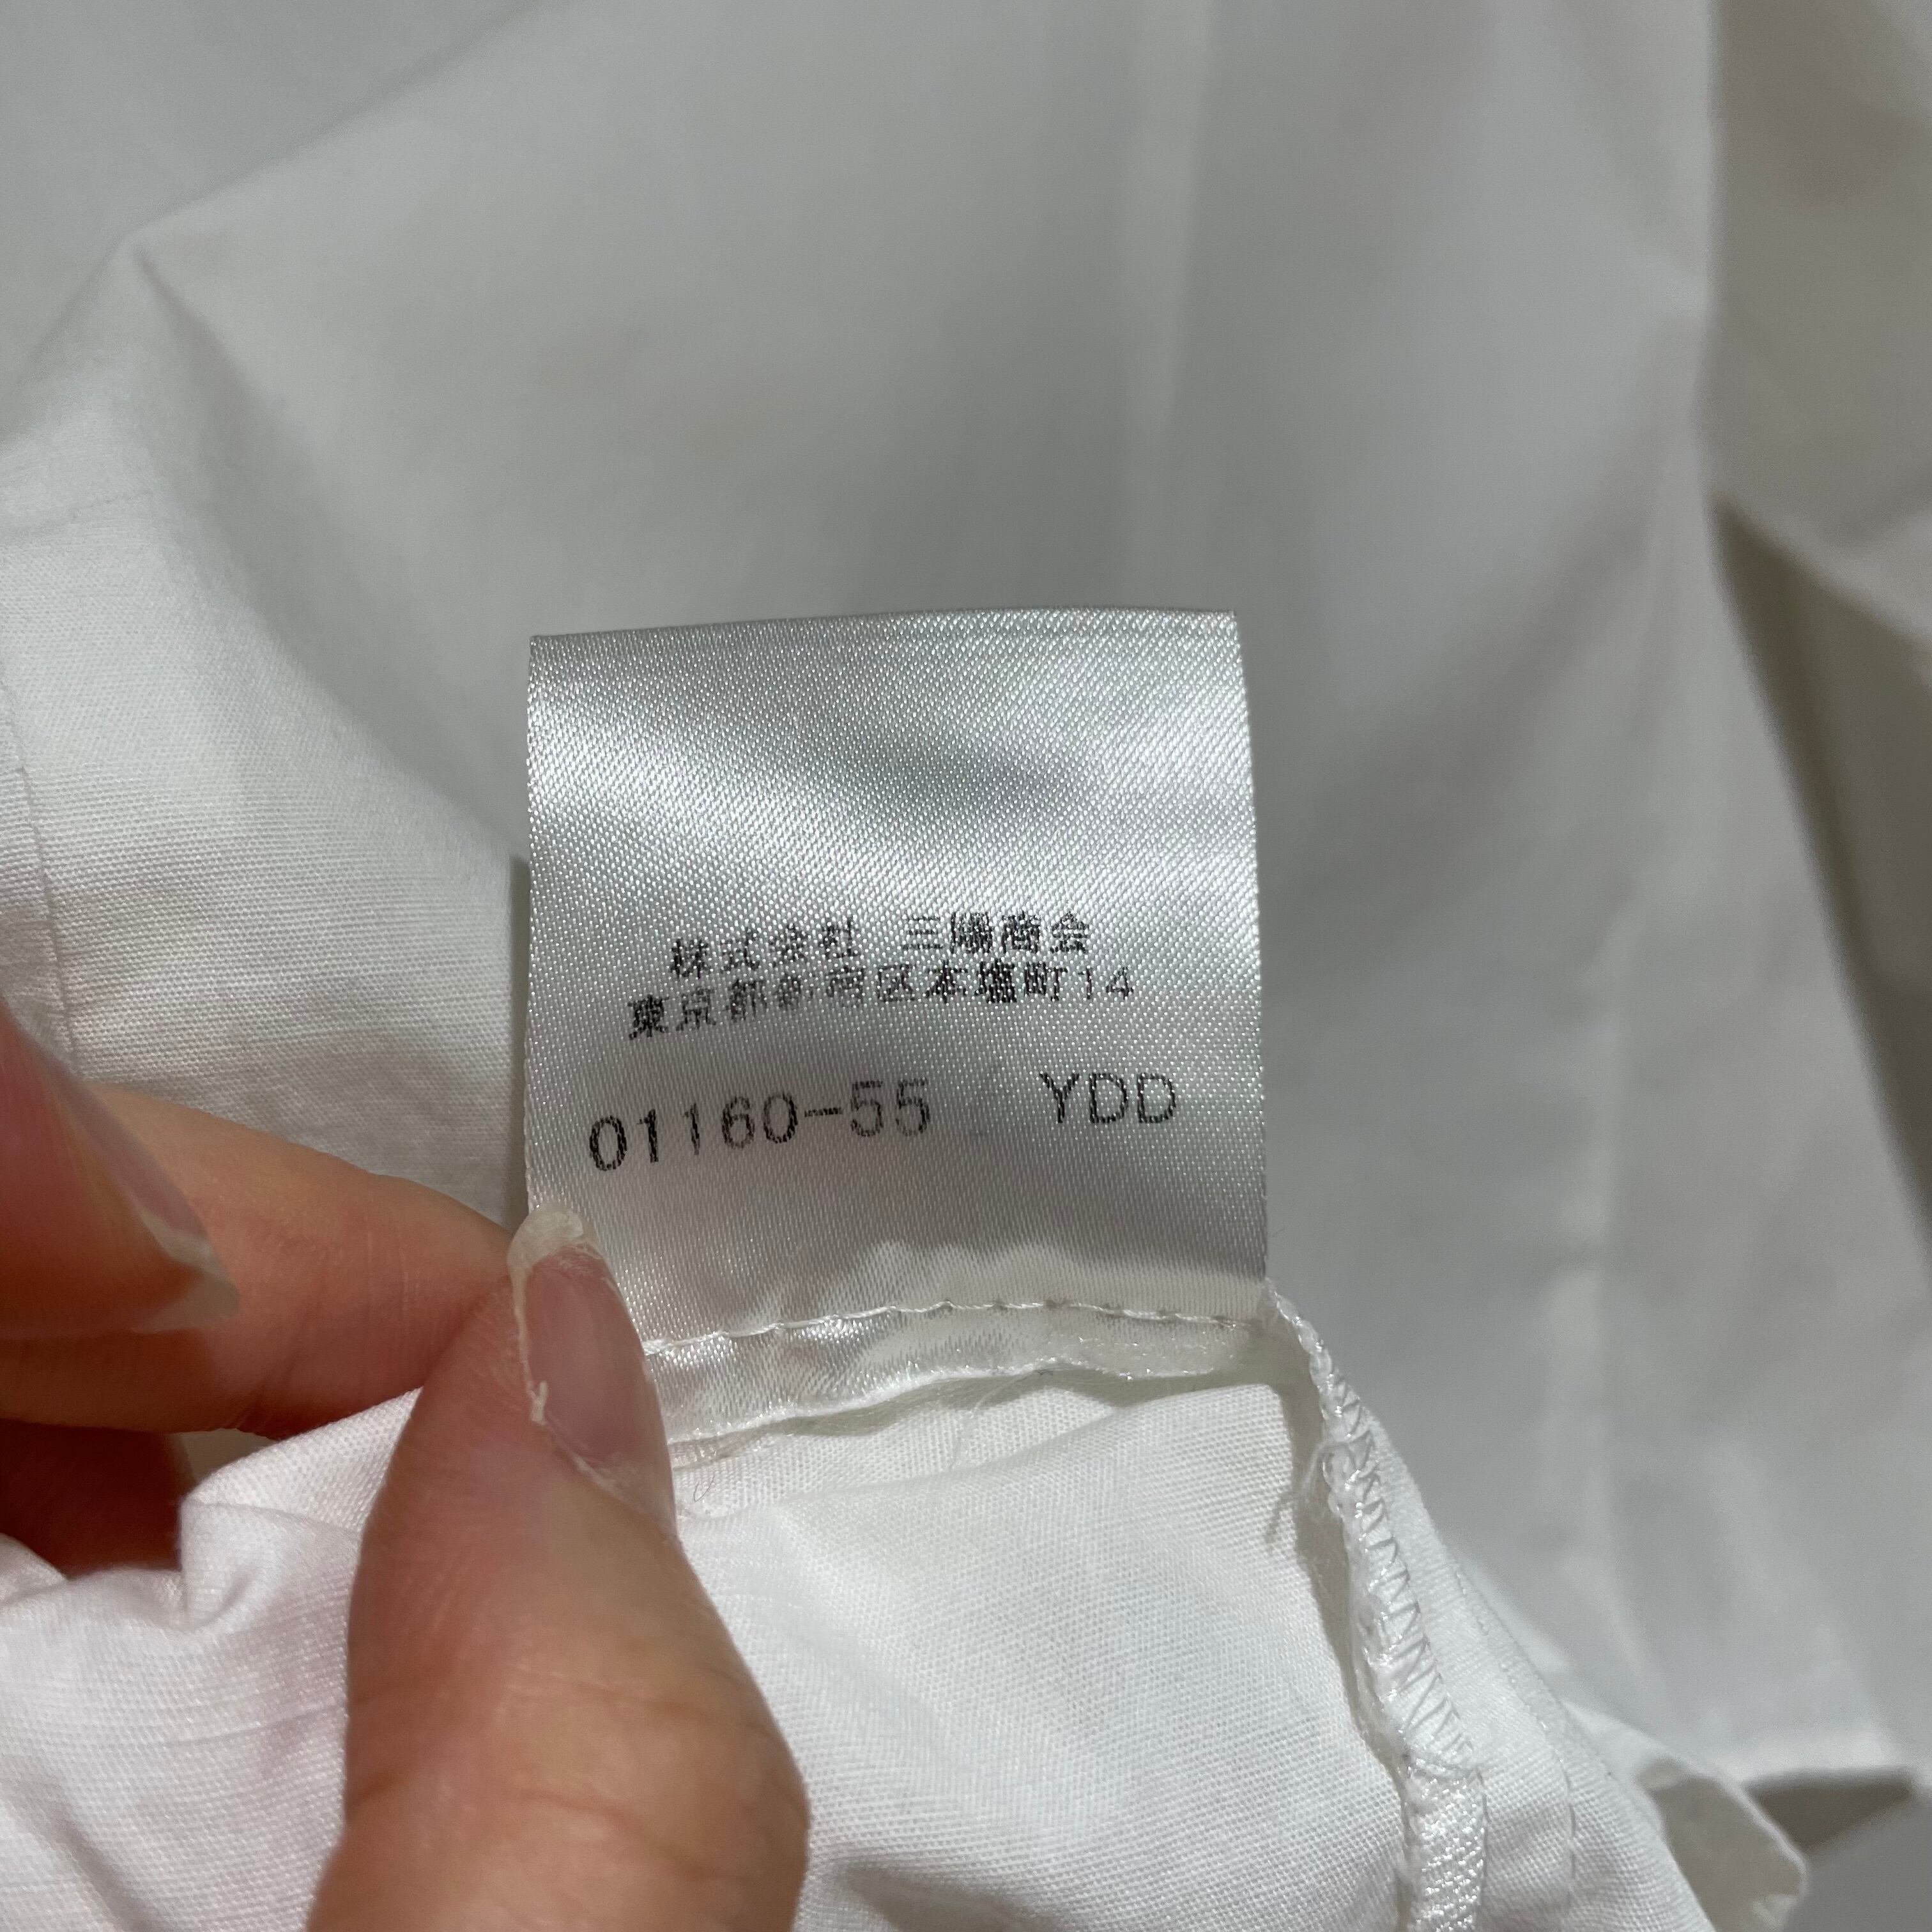 株式会社 三陽商会
東京都新宿区本塩町14
01160-55 YDD